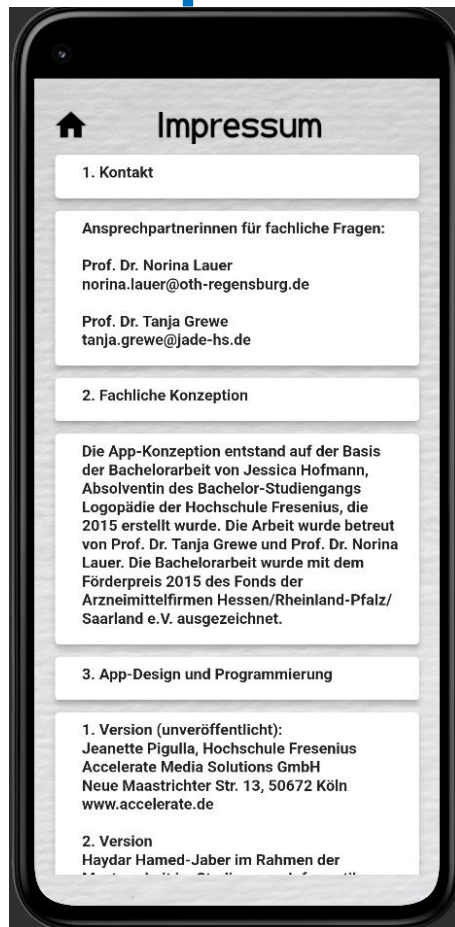 Impressum
1. Kontakt
Ansprechpartnerinnen für fachliche Fragen:
Prof. Dr. Norina Lauer
norina.lauer@oth-regensburg.de
Prof. Dr. Tanja Grewe
tanja.grewe@jade-hs.de
2. Fachliche Konzeption
Die App-Konzeption entstand auf der Basis
der Bachelorarbeit von Jessica Hofmann,
Absolventin des Bachelor-Studiengangs
Logopädie der Hochschule Fresenius, die
2015 erstellt wurde. Die Arbeit wurde betreut
von Prof. Dr. Tanja Grewe und Prof. Dr. Norina
Lauer. Die Bachelorarbeit wurde mit dem
Förderpreis 2015 des Fonds der
Arzneimittelfirmen Hessen/Rheinland-Pfalz/
Saarland e.V. ausgezeichnet.
3. App-Design und Programmierung
1. Version (unveröffentlicht):
Jeanette Pigulla, Hochschule Fresenius
Accelerate Media Solutions GmbH
Neue Maastrichter Str. 13, 50672 Köln
www.accelerate.de
2. Version
Haydar Hamed-Jaber im Rahmen der